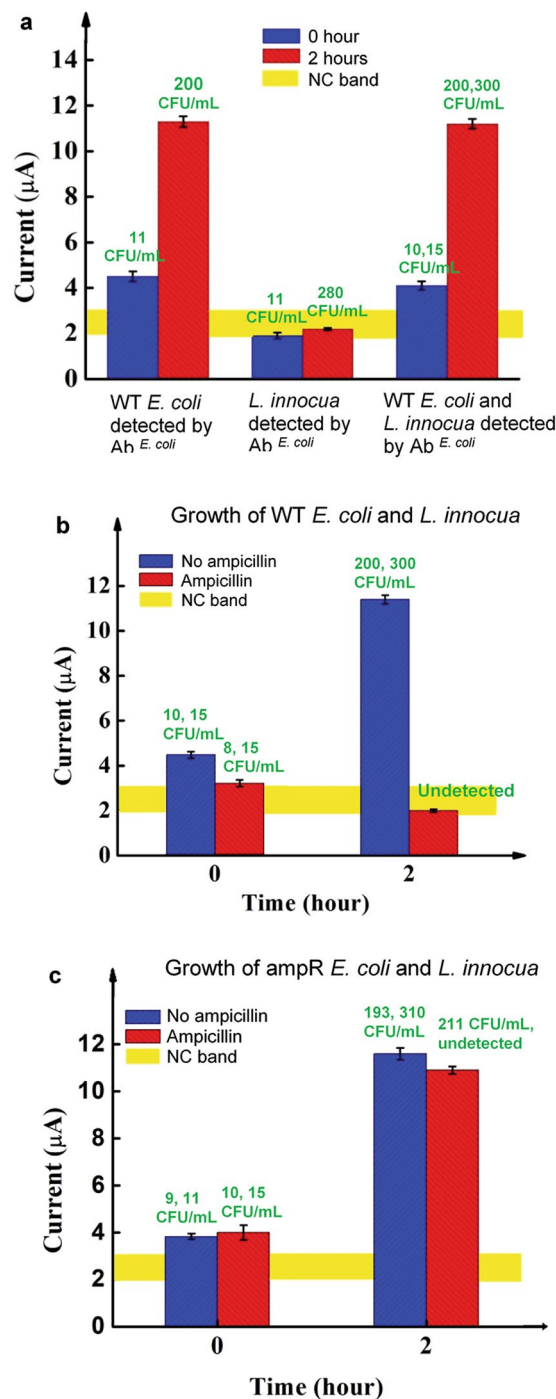 a
0 hour
2 hours
NC band
Current (μA)
14
12
10
8
6
4
2
0
200
CFU/mL
11
CFU/mL
11
CFU/mL
280
CFU/mL
10,15
CFU/mL
200,300
CFU/mL
WT E. coli
detected by
Ab E. coli
L. innocua
detected by
Ab E. coli
WT E. coli and
L. innocua detected
by Ab E. coli
b
Growth of WT E. coli and L. innocua
No ampicillin
Ampicillin
NC band
Current (μA)
12
10
8
6
4
2
0
10, 15
CFU/mL
8, 15
CFU/mL
200, 300
CFU/mL
Undetected
0
2
Time (hour)
c
Growth of ampR E. coli and L. innocua
No ampicillin
Ampicillin
NC band
Current (μA)
12
10
8
6
4
2
0
9, 11
CFU/mL
10, 15
CFU/mL
193, 310
CFU/mL
211 CFU/mL,
undetected
0
2
Time (hour)